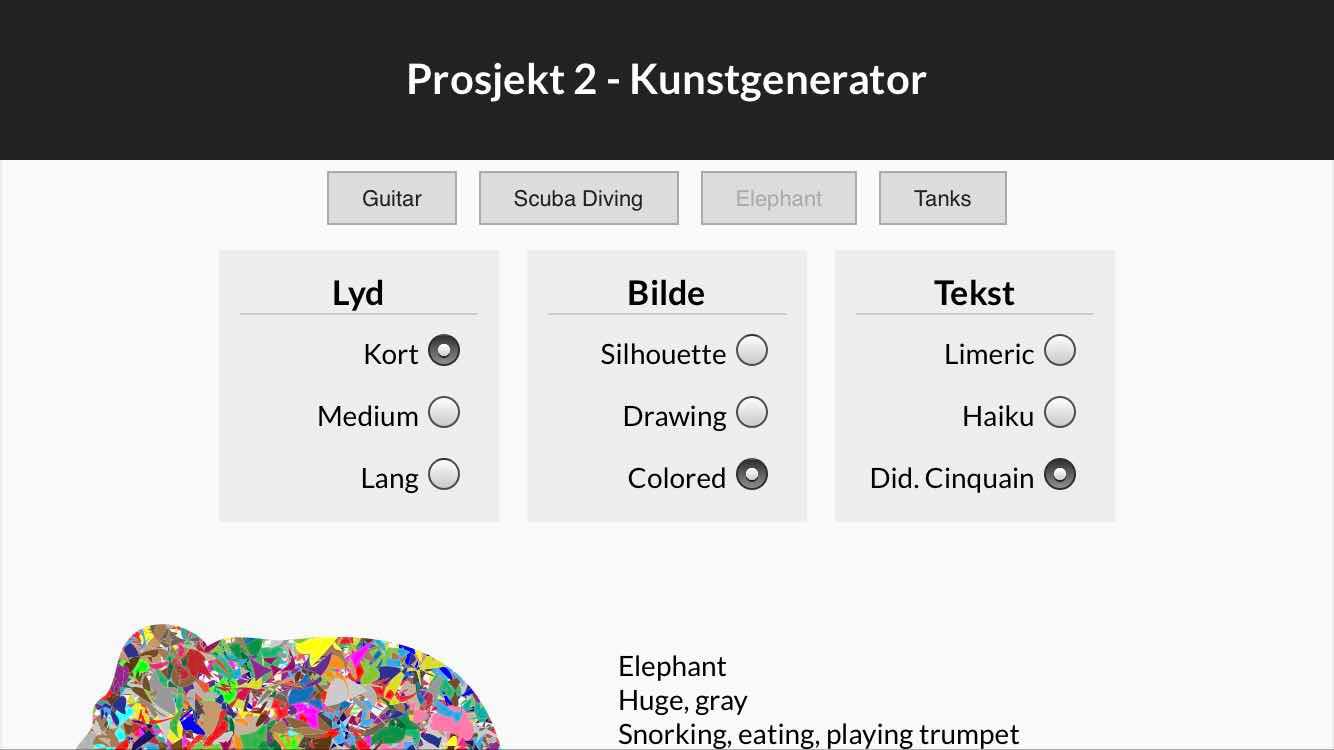 Prosjekt 2 - Kunstgenerator
Guitar Scuba Diving Elephant Tanks
Lyd
Kort
Medium
Lang
Bilde
Silhouette
Drawing
Colored
Tekst
Limeric
Haiku
Did. Cinquain
Elephant
Huge, gray
Snorking, eating, playing trumpet